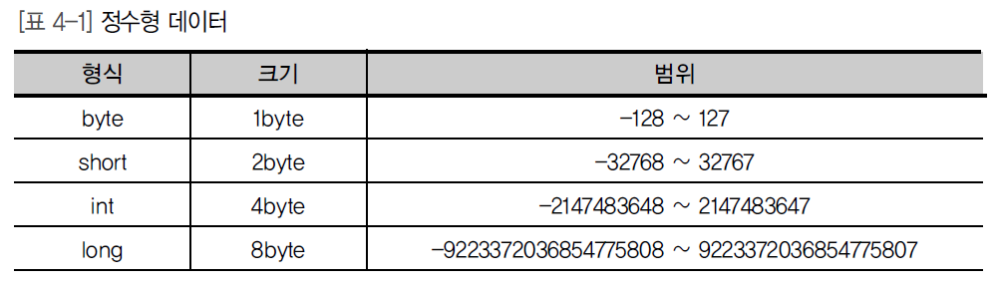 [표 4-1] 정수형 데이터
형식 크기 범위
byte 1byte -128 ~ 127
short 2byte -32768 ~ 32767
int 4byte -2147483648 ~ 2147483647
long 8byte -9223372036854775808 ~ 9223372036854775807